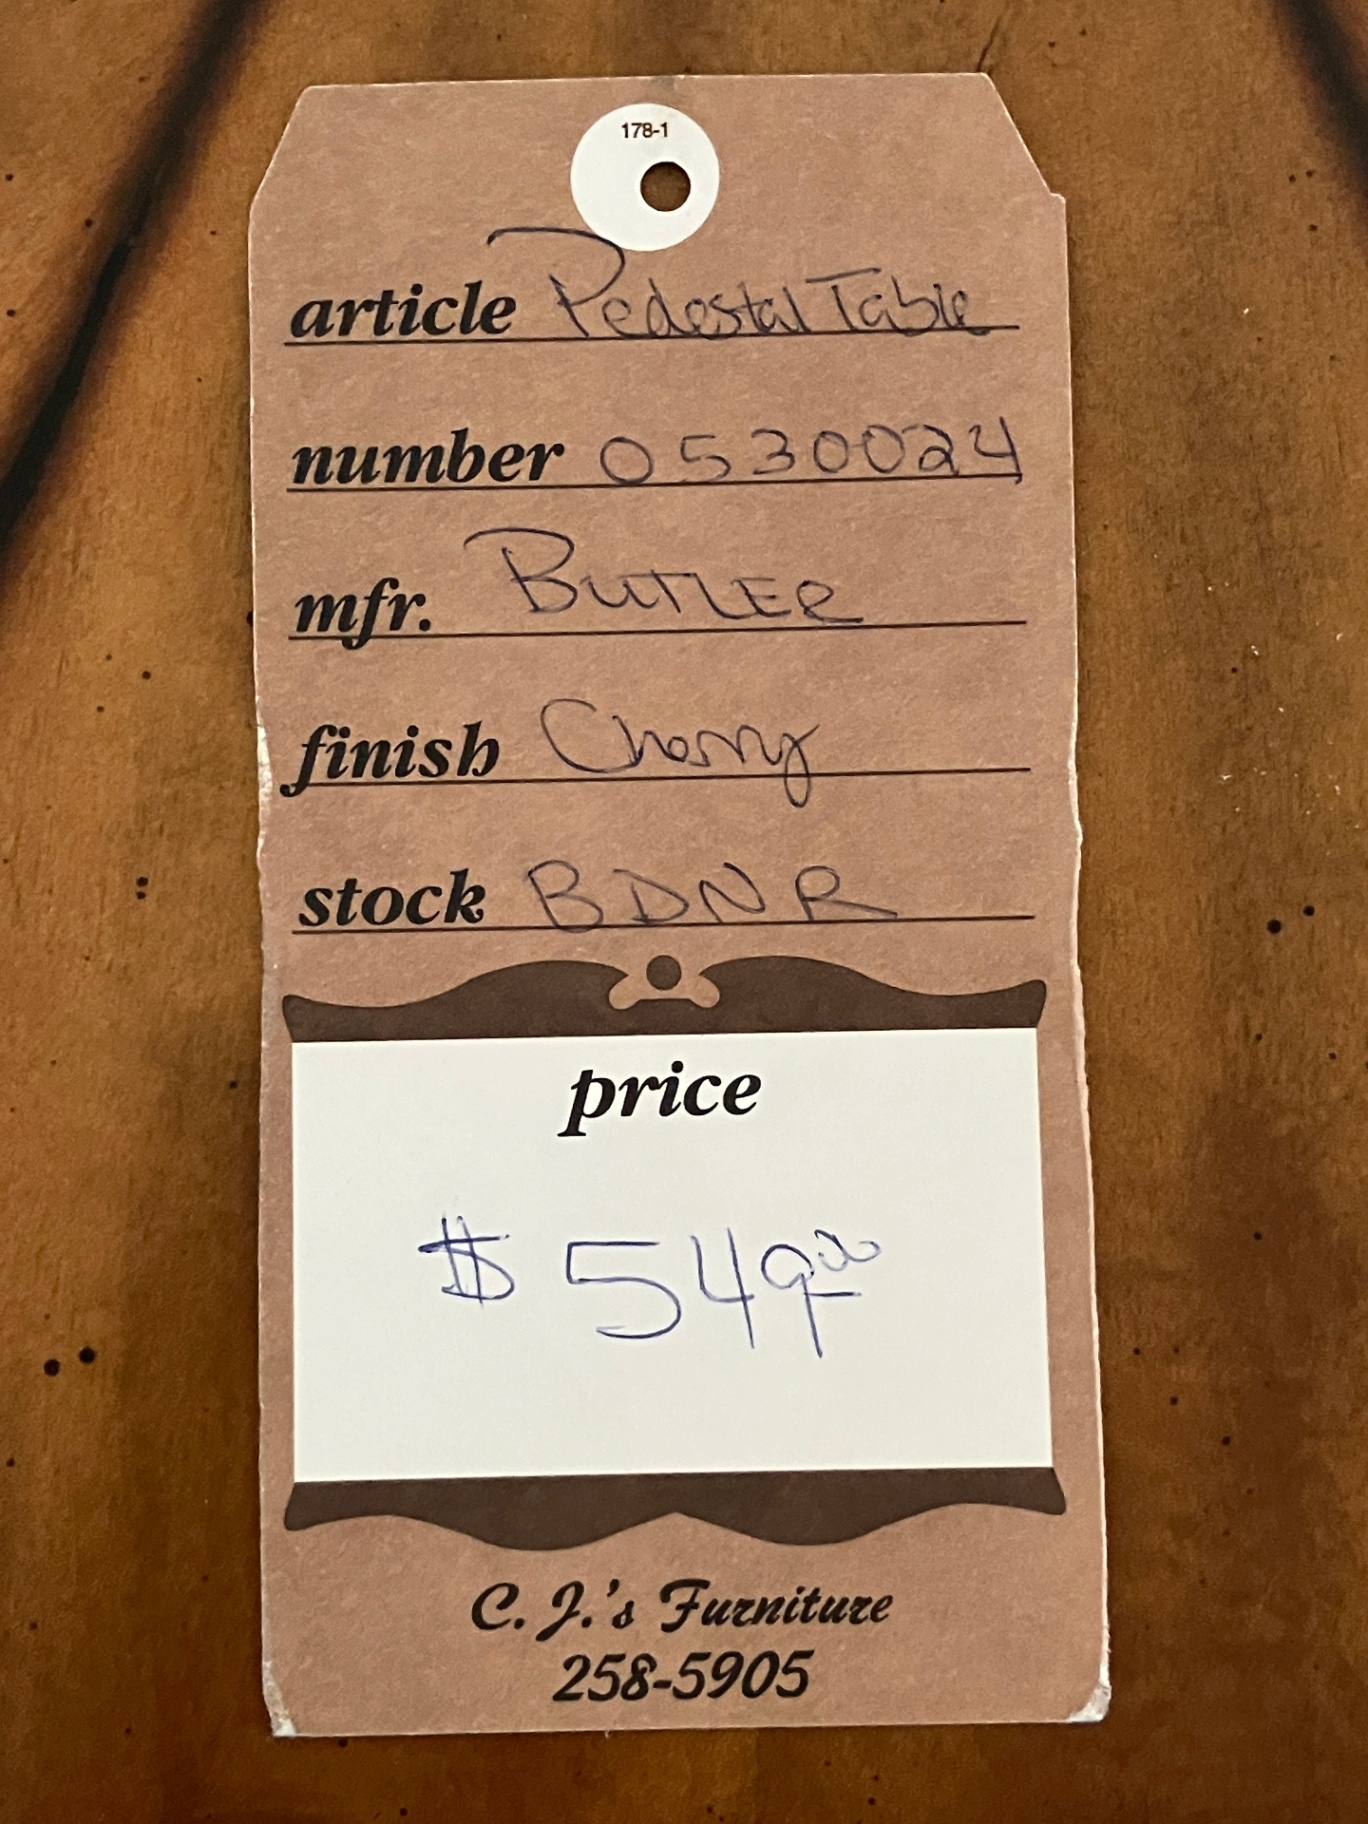 178-1
article Pedestal Table
number 0530024
mfr. Butler
finish Cherry
stock BDNR
price
$ 549.00
C. J.'s Furniture
258-5905